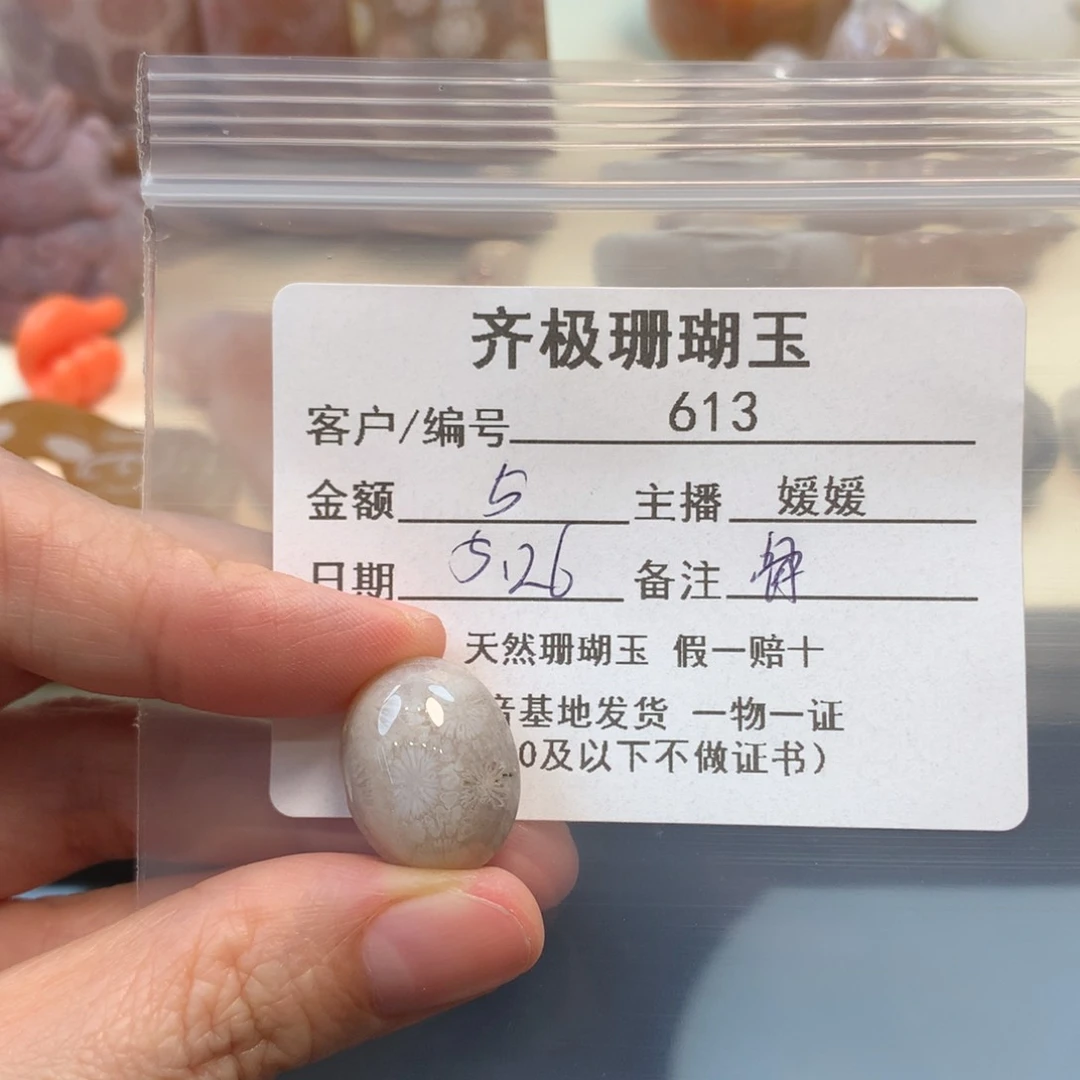 齐极珊瑚玉
客户/编号 613
金额 5 主播 媛媛
日期 5.26 备注
天然珊瑚玉 假一赔十
基地发货 一物一证
0及以下不做证书）